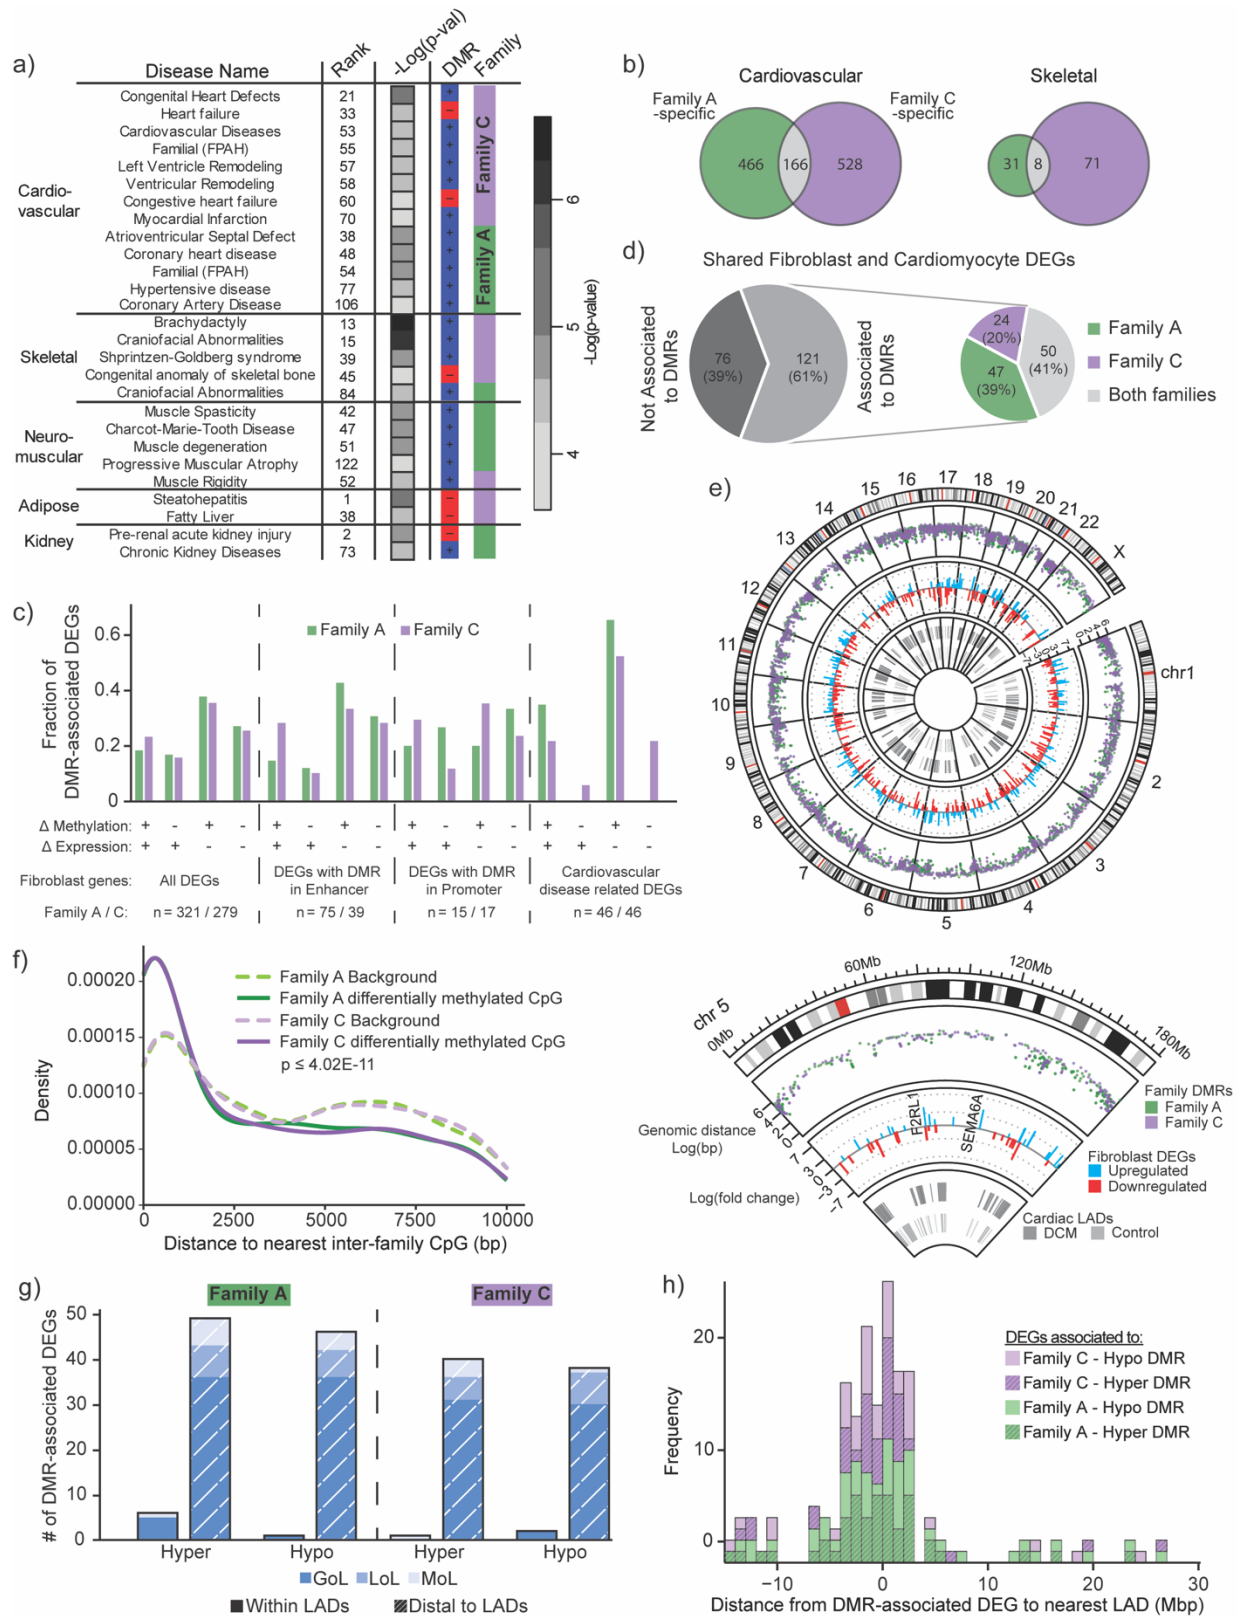 a)
Disease Name Rank -Log(p-val) DMR Family
Cardio-
vascular
Congenital Heart Defects 21 +
Heart failure 33 −
Cardiovascular Diseases 53 +
Familial (FPAH) 55 +
Left Ventricle Remodeling 57 +
Ventricular Remodeling 58 +
Congestive heart failure 60 −
Myocardial Infarction 70 +
Atrioventricular Septal Defect 38 +
Coronary heart disease 48 +
Familial (FPAH) 54 +
Hypertensive disease 77 +
Coronary Artery Disease 106 +
Family C
Family A
Skeletal
Brachydactyly 13 +
Craniofacial Abnormalities 15 +
Shprintzen-Goldberg syndrome 39 +
Congenital anomaly of skeletal bone 45 −
Craniofacial Abnormalities 84 +
Neuro-
muscular
Muscle Spasticity 42 +
Charcot-Marie-Tooth Disease 47 +
Muscle degeneration 51 +
Progressive Muscular Atrophy 122 +
Muscle Rigidity 52 +
Adipose
Steatohepatitis 1 −
Fatty Liver 38 −
Kidney
Pre-renal acute kidney injury 2 −
Chronic Kidney Diseases 73 +
6
5
4
-Log(p-value)
b)
Cardiovascular
Skeletal
Family A
-specific
Family C
-specific
466 166 528
31 8 71
d)
Shared Fibroblast and Cardiomyocyte DEGs
Not Associated
to DMRs
76
(39%)
121
(61%)
Associated
to DMRs
24
(20%)
47
(39%)
50
(41%)
Family A
Family C
Both families
c)
Family A Family C
Fraction of
DMR-associated DEGs
0.6
0.4
0.2
0
Δ Methylation: + - + - + - + - + - + - + - + -
Δ Expression: + + - - + + - - + + - - + + - -
Fibroblast genes: All DEGs
DEGs with DMR
in Enhancer
DEGs with DMR
in Promoter
Cardiovascular
disease related DEGs
Family A / C: n = 321 / 279 n = 75 / 39 n = 15 / 17 n = 46 / 46
e)
chr1
2
3
4
5
6
7
8
9
10
11
12
13
14
15
16
17
18
19
20
21
22
X
0 2 4 6
-7 -3 0 3 7
chr 5
0Mb
60Mb
120Mb
180Mb
6 4 2 0
Genomic distance
Log(bp)
7 3 0 -3 -7
Log(fold change)
F2RL1
SEMA6A
Family DMRs
Family A
Family C
Fibroblast DEGs
Upregulated
Downregulated
Cardiac LADs
DCM Control
f)
Family A Background
Family A differentially methylated CpG
Family C Background
Family C differentially methylated CpG
p ≤ 4.02E-11
Density
0.00020
0.00015
0.00010
0.00005
0.00000
0 2500 5000 7500 10000
Distance to nearest inter-family CpG (bp)
g)
Family A
Family C
# of DMR-associated DEGs
50
40
30
20
10
0
Hyper Hypo Hyper Hypo
GoL LoL MoL
Within LADs Distal to LADs
h)
DEGs associated to:
Family C - Hypo DMR
Family C - Hyper DMR
Family A - Hypo DMR
Family A - Hyper DMR
Frequency
20
10
0
−10 0 10 20 30
Distance from DMR-associated DEG to nearest LAD (Mbp)